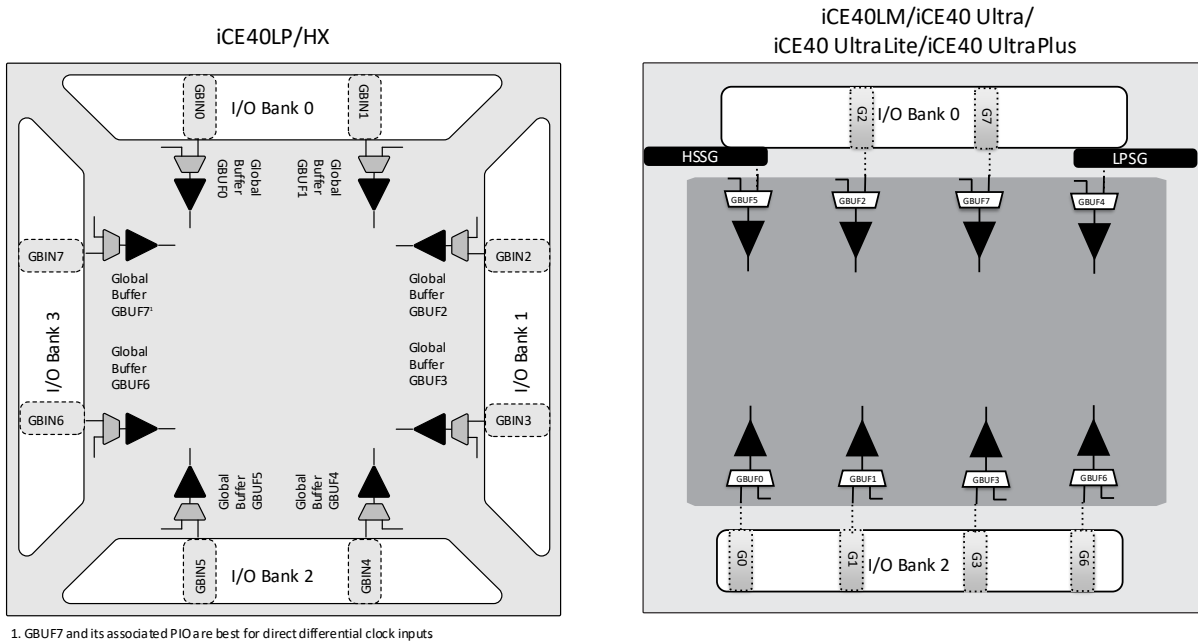 iCE40LP/HX
GBIN0
I/O Bank 0
GBIN1
Global
Buffer
GBUF0
Global
Buffer
GBUF1
GBIN7
GBIN2
Global
Buffer
GBUF7¹
Global
Buffer
GBUF2
I/O Bank 3
I/O Bank 1
Global
Buffer
GBUF6
Global
Buffer
GBUF3
GBIN6
GBIN3
Global
Buffer
GBUF5
Global
Buffer
GBUF4
GBIN5
I/O Bank 2
GBIN4
1. GBUF7 and its associated PIO are best for direct differential clock inputs
iCE40LM/iCE40 Ultra/
iCE40 UltraLite/iCE40 UltraPlus
G2
I/O Bank 0
G7
HSSG
LPSG
GBUF5
GBUF2
GBUF7
GBUF4
GBUF0
GBUF1
GBUF3
GBUF6
G0
G1
I/O Bank 2
G3
G6